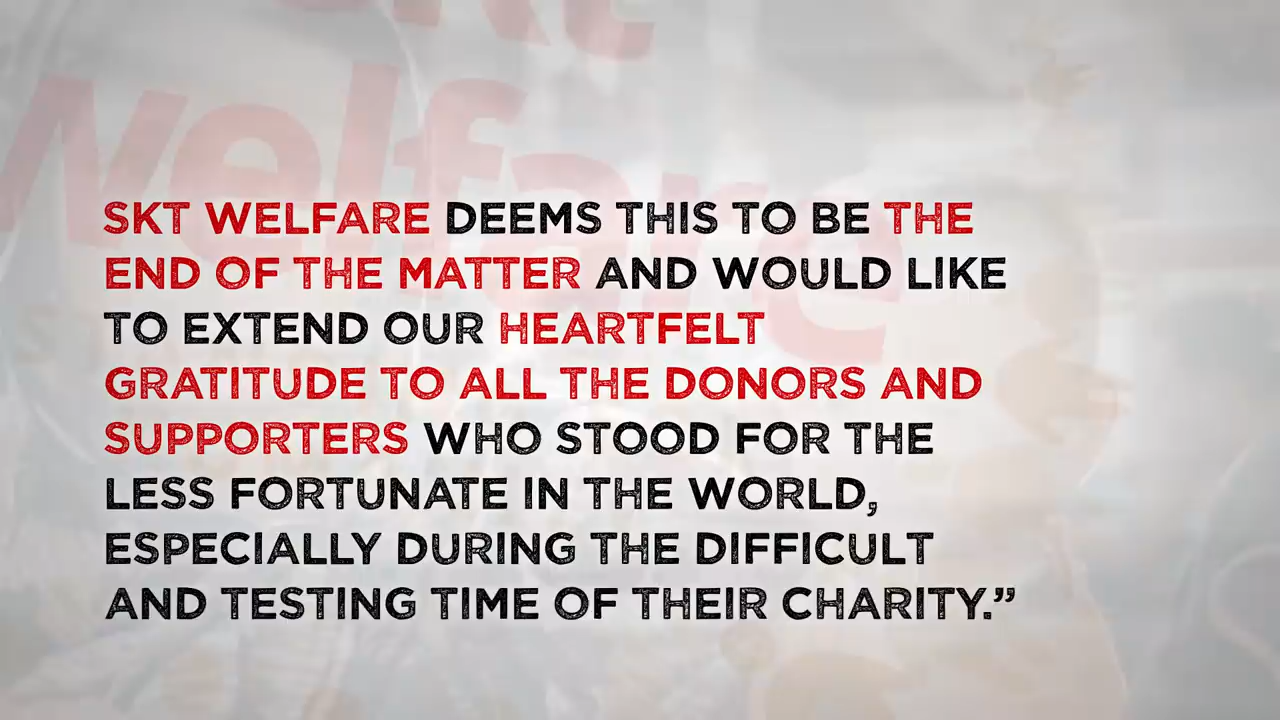 skt
welfare
SKT WELFARE DEEMS THIS TO BE THE
END OF THE MATTER AND WOULD LIKE
TO EXTEND OUR HEARTFELT
GRATITUDE TO ALL THE DONORS AND
SUPPORTERS WHO STOOD FOR THE
LESS FORTUNATE IN THE WORLD,
ESPECIALLY DURING THE DIFFICULT
AND TESTING TIME OF THEIR CHARITY.”